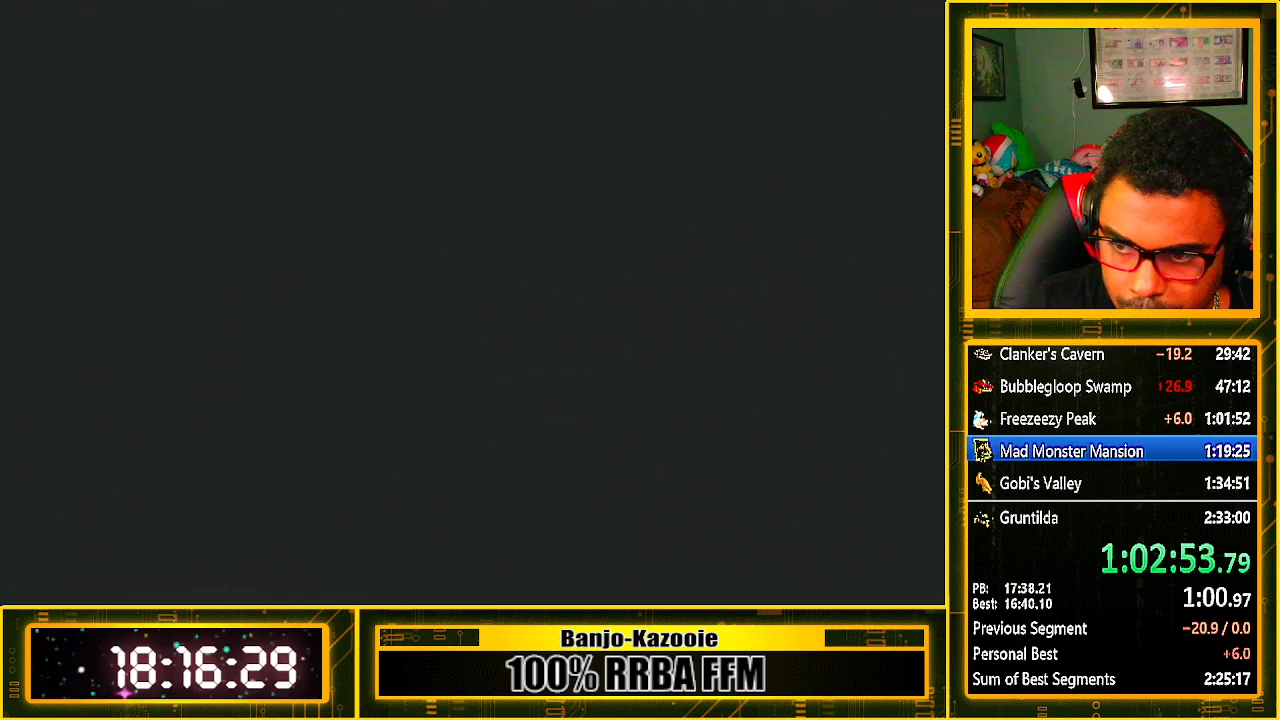 Clanker's Cavern −19.2 29:42
Bubblegloop Swamp +26.9 47:12
Freezeezy Peak +6.0 1:01:52
Mad Monster Mansion 1:19:25
Gobi's Valley 1:34:51
Gruntilda 2:33:00
1:02:53.79
PB: 17:38.21
Best: 16:40.10
1:00.97
Previous Segment −20.9 / 0.0
Personal Best +6.0
Sum of Best Segments 2:25:17
18:16:29
Banjo-Kazooie
100% RRBA FFM